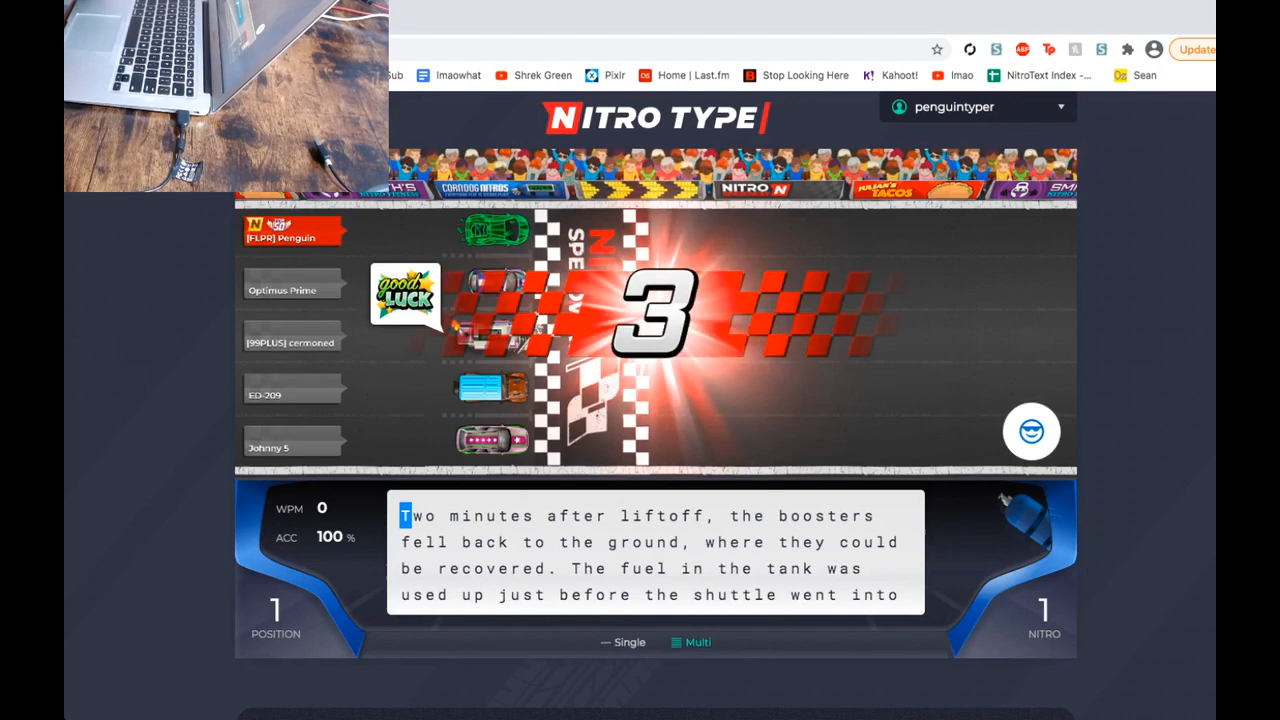 Update
Sub
lmaowhat
Shrek Green
Pixlr
Home | Last.fm
Stop Looking Here
Kahoot!
lmao
NitroText Index -...
Sean
NITRO TYPE
penguintyper
CORNDOG NITROS
NITRO N
JULIAN'S TACOS
[FLPR] Penguin
Optimus Prime
[99PLUS] cermoned
ED-209
Johnny 5
good LUCK
3
WPM 0
ACC 100 %
1
POSITION
Two minutes after liftoff, the boosters
fell back to the ground, where they could
be recovered. The fuel in the tank was
used up just before the shuttle went into
1
NITRO
Single
Multi